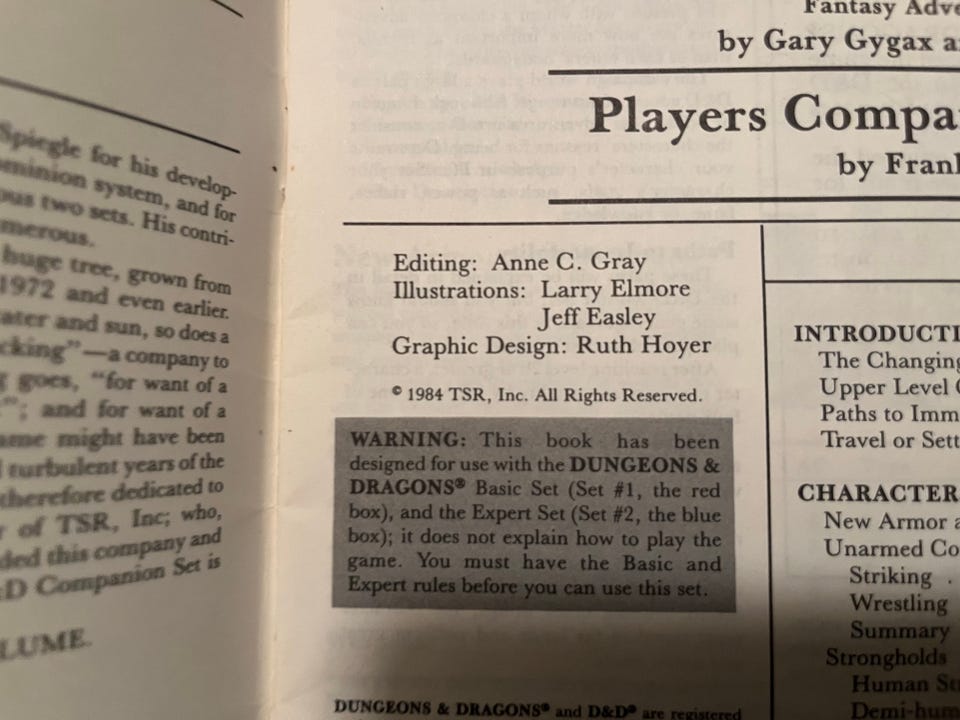 Spiegle for his develop-
minion system, and for
ous two sets. His contri-
merous.
huge tree, grown from
1972 and even earlier.
ater and sun, so does a
cking"—a company to
goes, "for want of a
"; and for want of a
ame might have been
turbulent years of the
therefore dedicated to
r of TSR, Inc; who,
ded this company and
D Companion Set is
LUME.
Fantasy Adve
by Gary Gygax a
Players Compa
by Frank
Editing: Anne C. Gray
Illustrations: Larry Elmore
Jeff Easley
Graphic Design: Ruth Hoyer
© 1984 TSR, Inc. All Rights Reserved.
WARNING: This book has been
designed for use with the DUNGEONS &
DRAGONS® Basic Set (Set #1, the red
box), and the Expert Set (Set #2, the blue
box); it does not explain how to play the
game. You must have the Basic and
Expert rules before you can use this set.
DUNGEONS & DRAGONS® and D&D® are registered
INTRODUCTI
The Changing
Upper Level
Paths to Imm
Travel or Sett
CHARACTER
New Armor a
Unarmed Co
Striking .
Wrestling
Summary
Strongholds
Human St
Demi-hum